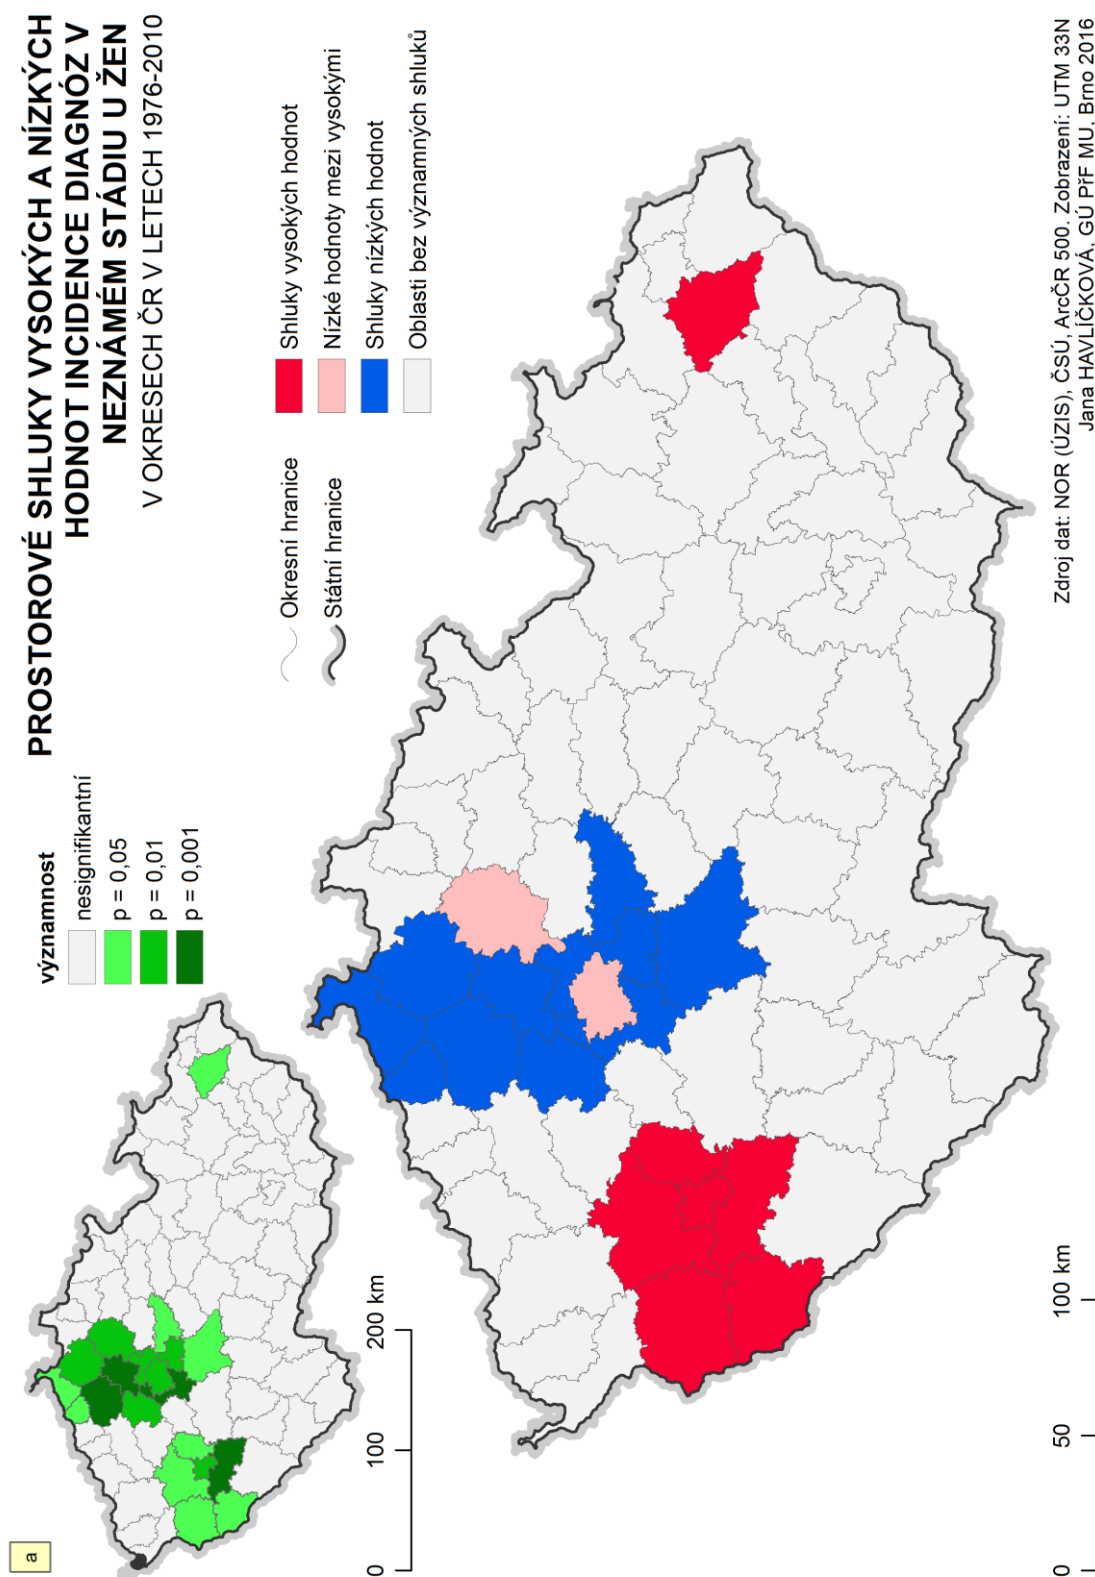 PROSTOROVÉ SHLUKY VYSOKÝCH A NÍZKÝCH
HODNOT INCIDENCE DIAGNÓZ V
NEZNÁMÉM STÁDIU U ŽEN
V OKRESECH ČR V LETECH 1976-2010
a
významnost
nesignifikantní
p = 0,05
p = 0,01
p = 0,001
Okresní hranice
Státní hranice
Shluky vysokých hodnot
Nízké hodnoty mezi vysokými
Shluky nízkých hodnot
Oblasti bez významných shluků
0 100 200 km
0 50 100 km
Zdroj dat: NOR (ÚZIS), ČSÚ, ArcČR 500. Zobrazení: UTM 33N
Jana HAVLÍČKOVÁ, GÚ PřF MU, Brno 2016